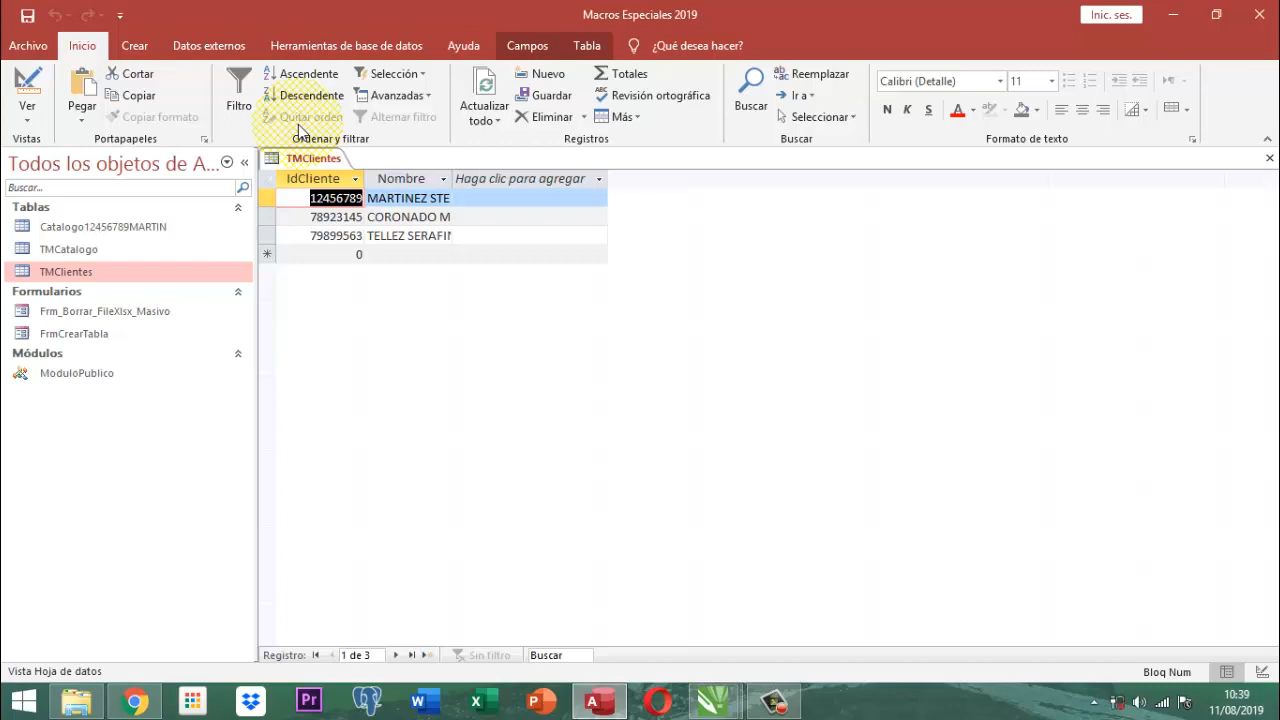 Macros Especiales 2019
Inic. ses.
Archivo Inicio Crear Datos externos Herramientas de base de datos Ayuda Campos Tabla ¿Qué desea hacer?
Ver
Vistas
Pegar
Cortar
Copiar
Copiar formato
Portapapeles
Filtro
Ascendente
Descendente
Quitar orden
Selección
Avanzadas
Alternar filtro
Ordenar y filtrar
Actualizar
todo
Nuevo
Guardar
Eliminar
Totales
Revisión ortográfica
Más
Registros
Buscar
Reemplazar
Ir a
Seleccionar
Buscar
Calibri (Detalle) 11
N K S A
Formato de texto
Todos los objetos de A...
Buscar...
Tablas
Catalogo12456789MARTIN
TMCatalogo
TMClientes
Formularios
Frm_Borrar_FileXlsx_Masivo
FrmCrearTabla
Módulos
ModuloPublico
TMClientes
IdCliente Nombre Haga clic para agregar
12456789 MARTINEZ STE
78923145 CORONADO M
79899563 TELLEZ SERAFIN
0
Registro: 1 de 3 Sin filtro Buscar
Vista Hoja de datos
Bloq Num
Pr
10:39
11/08/2019